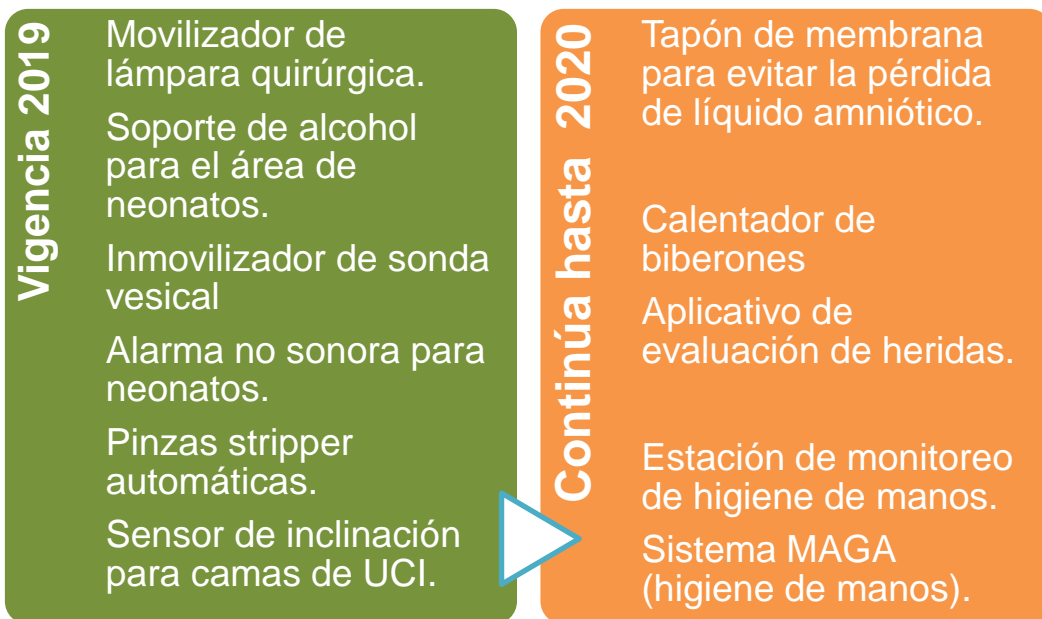 Vigencia 2019
Movilizador de
lámpara quirúrgica.
Soporte de alcohol
para el área de
neonatos.
Inmovilizador de sonda
vesical
Alarma no sonora para
neonatos.
Pinzas stripper
automáticas.
Sensor de inclinación
para camas de UCI.
Continúa hasta 2020
Tapón de membrana
para evitar la pérdida
de líquido amniótico.
Calentador de
biberones
Aplicativo de
evaluación de heridas.
Estación de monitoreo
de higiene de manos.
Sistema MAGA
(higiene de manos).